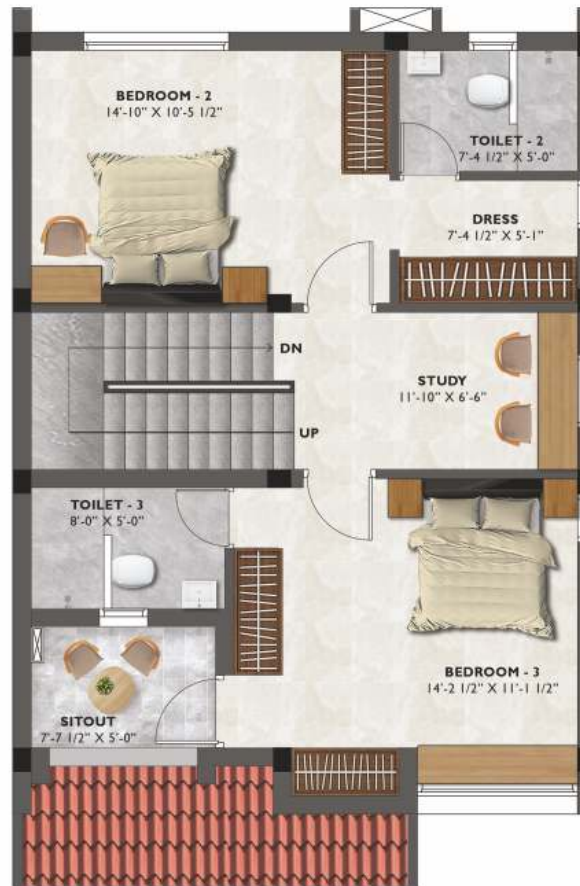 BEDROOM - 2
14'-10" X 10'-5 1/2"
TOILET - 2
7'-4 1/2" X 5'-0"
DRESS
7'-4 1/2" X 5'-1"
DN
STUDY
11'-10" X 6'-6"
UP
TOILET - 3
8'-0" X 5'-0"
BEDROOM - 3
14'-2 1/2" X 11'-1 1/2"
SITOUT
7'-7 1/2" X 5'-0"